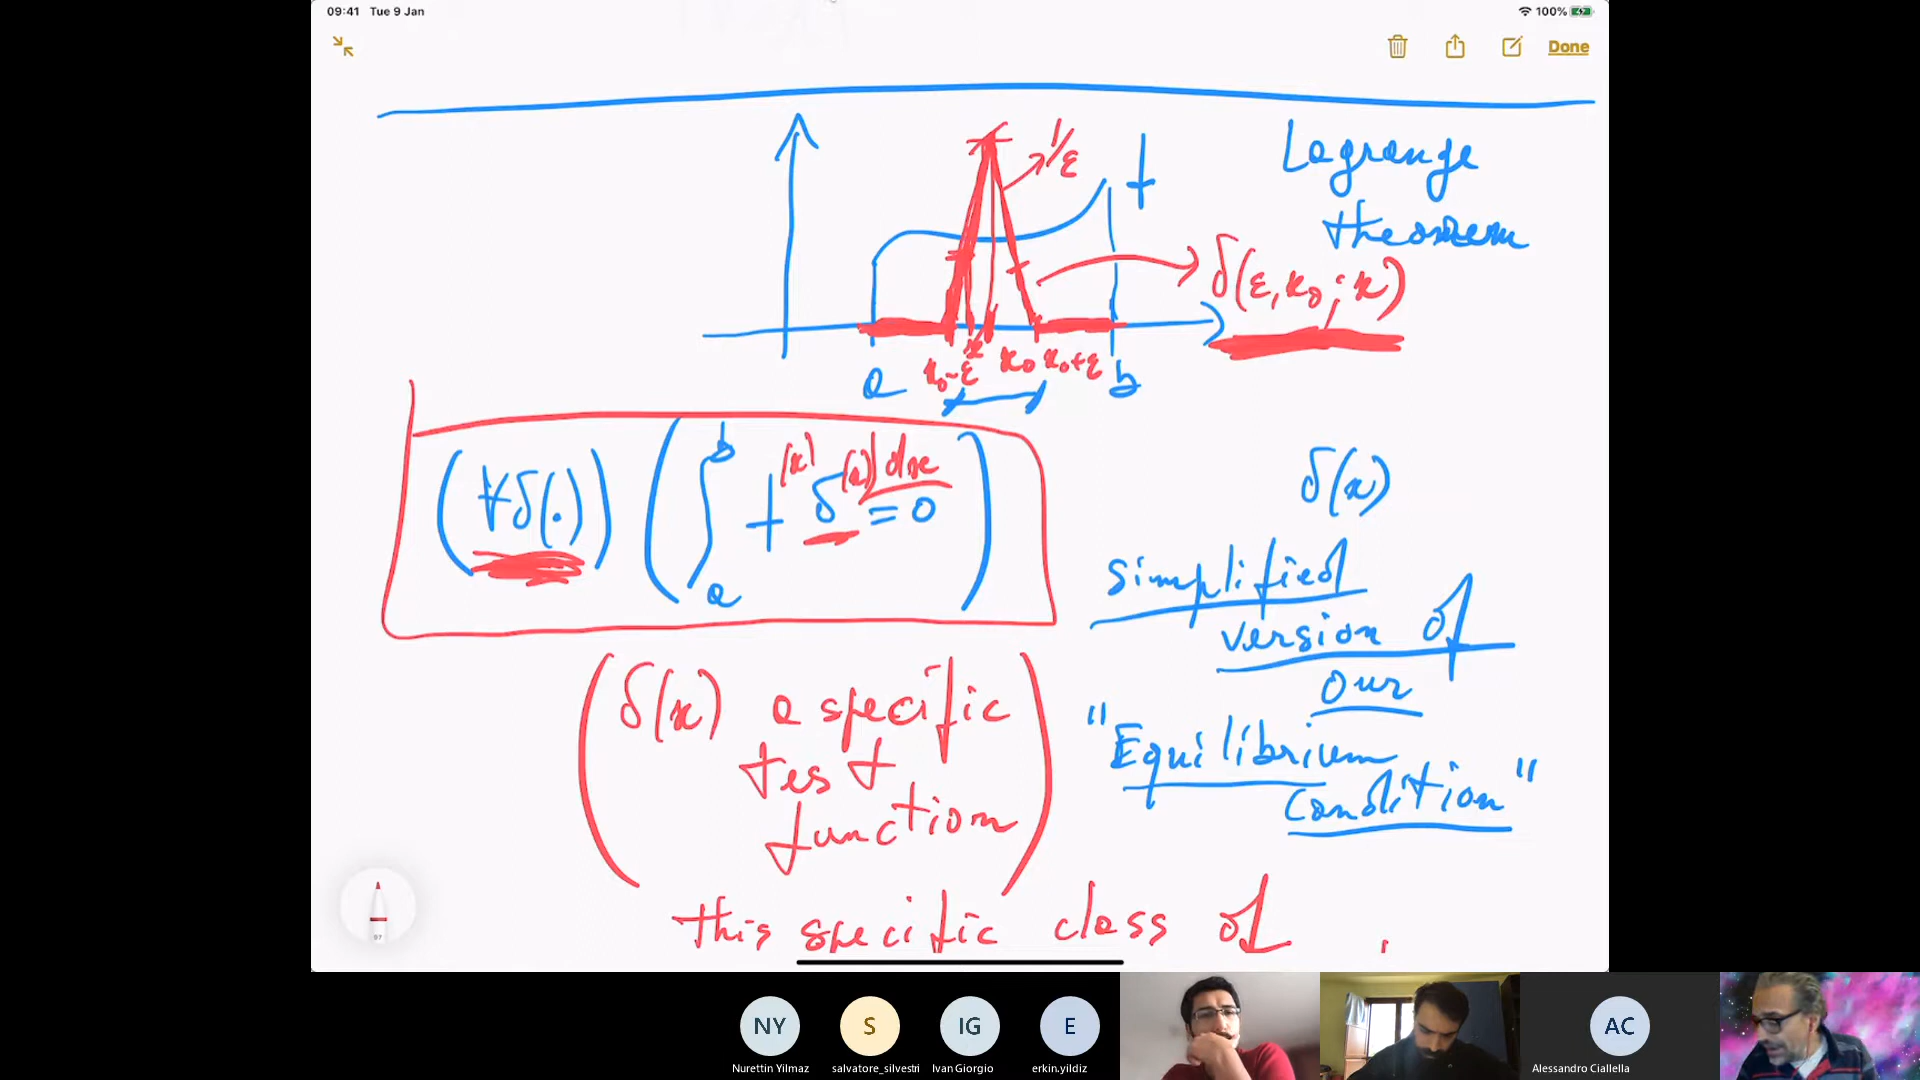 09:41 Tue 9 Jan
100%
Done
1/ε
f
Lagrange
theorem
δ(ε, x₀; x)
a x₀-ε x x₀ x₀+ε b
(∀δ(·)) (∫ₐᵇ f(x) δ(x) dx = 0)
δ(x)
simplified
version of
our
"Equilibrium
condition"
(δ(x) a specific
test
function)
this specific class of
NY
S
IG
E
AC
Nurettin Yilmaz
salvatore_silvestri
Ivan Giorgio
erkin.yildiz
Alessandro Ciallella